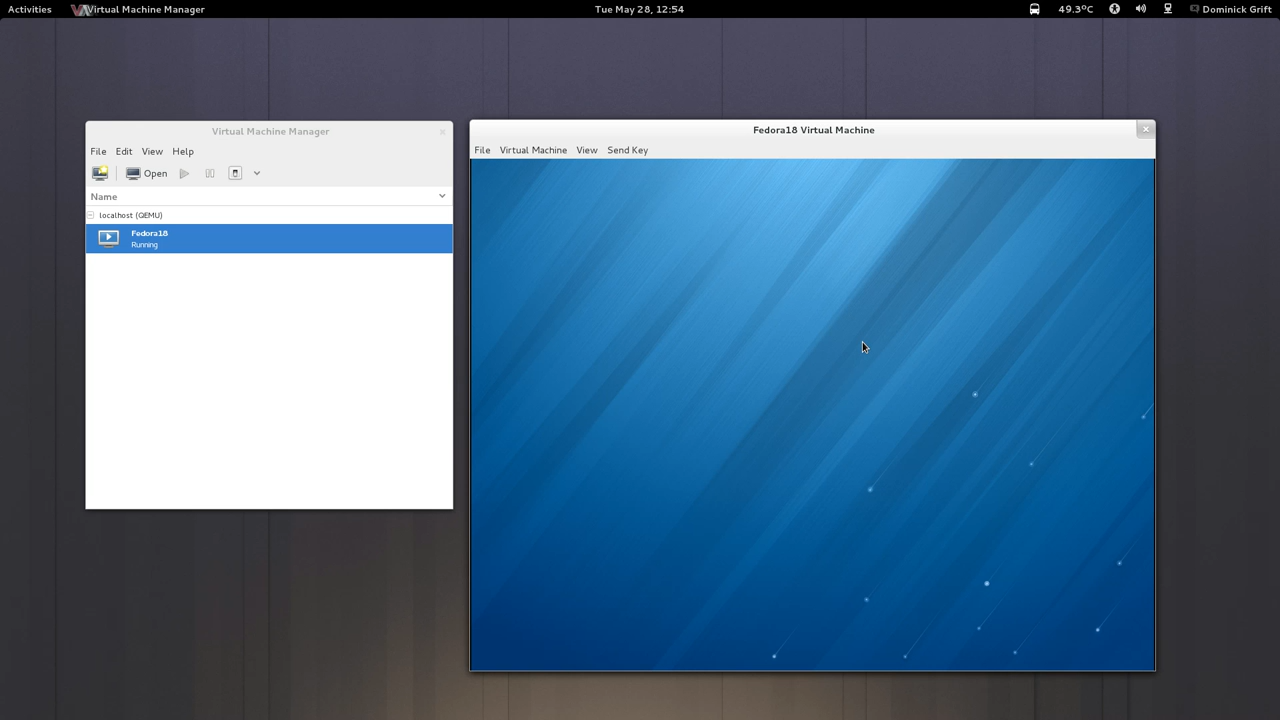 Activities Virtual Machine Manager Tue May 28, 12:54 49.3ºC Dominick Grift
Virtual Machine Manager
File Edit View Help
Open
Name
localhost (QEMU)
Fedora18
Running
Fedora18 Virtual Machine
File Virtual Machine View Send Key